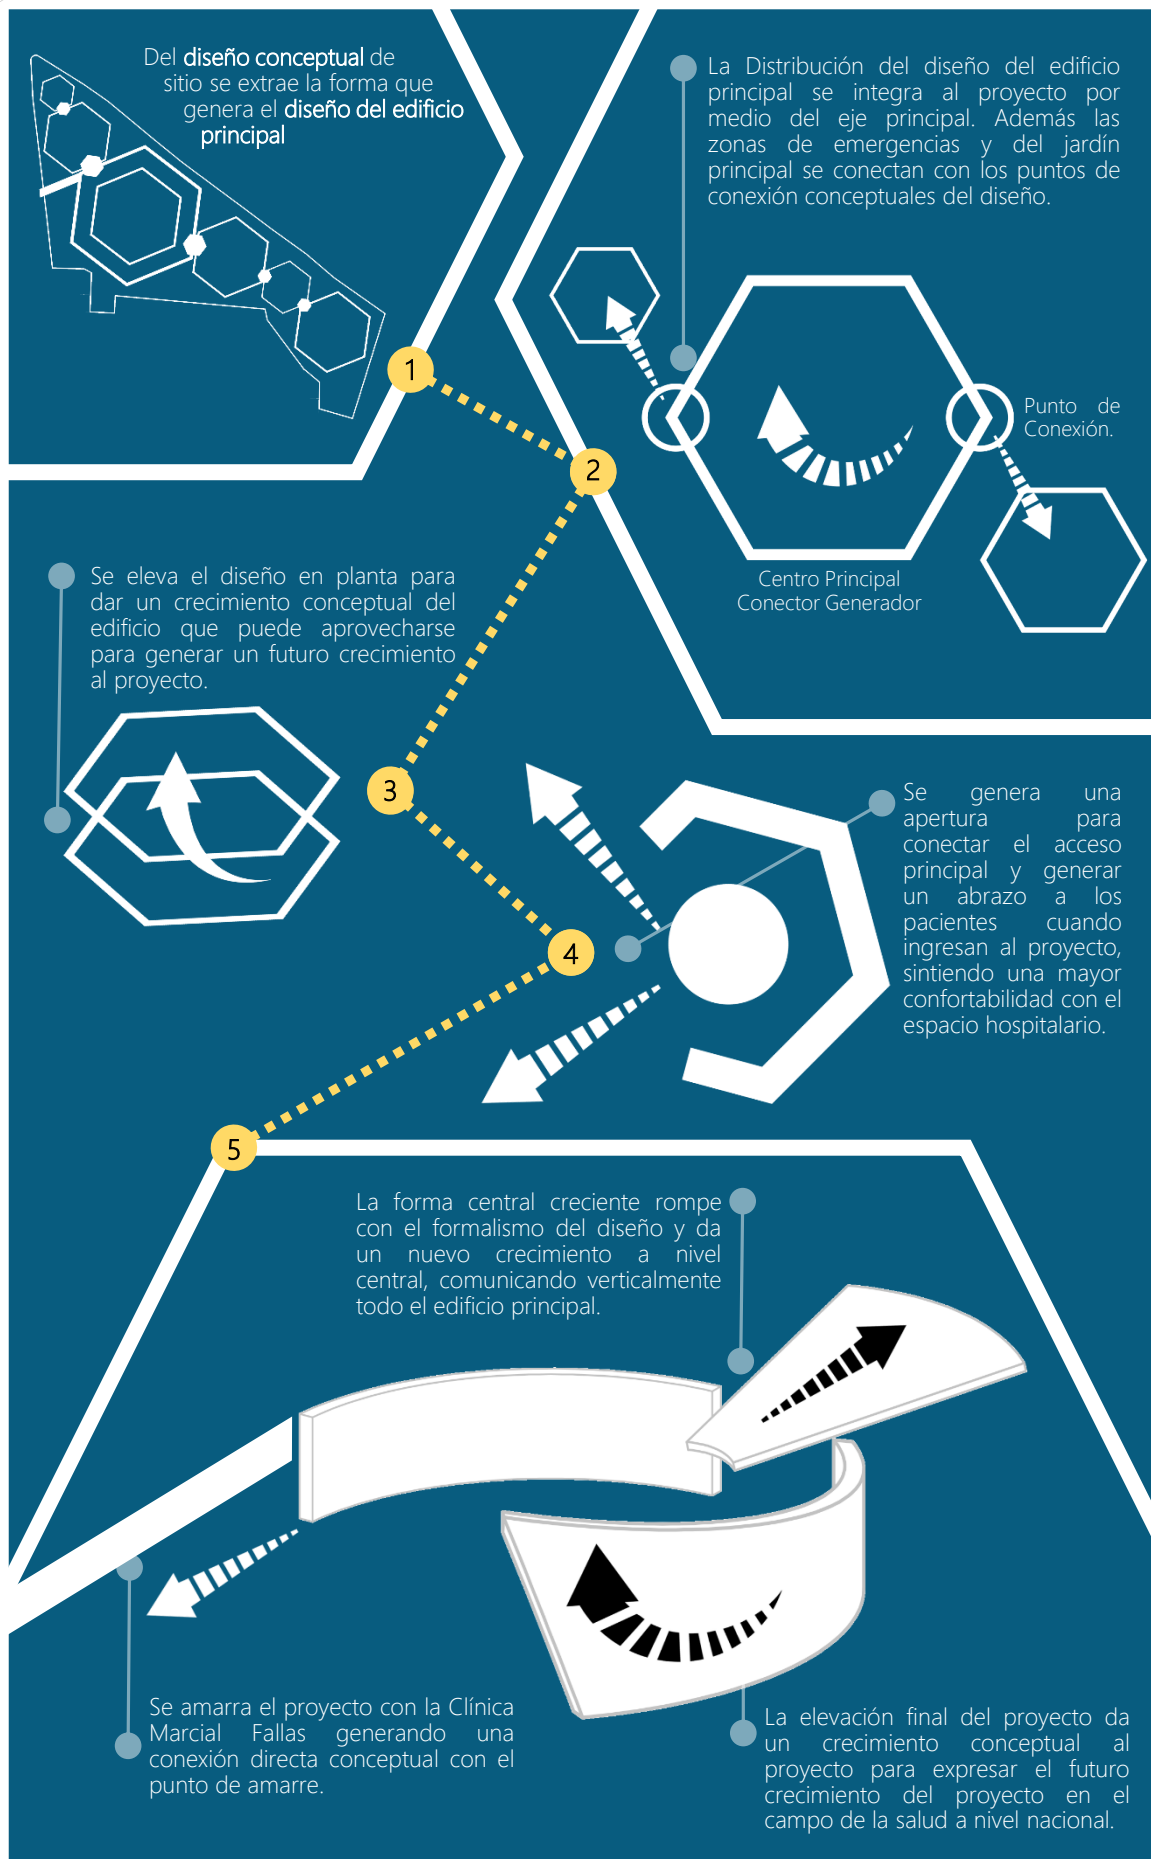 Del diseño conceptual de
sitio se extrae la forma que
genera el diseño del edificio
principal
1
La Distribución del diseño del edificio
principal se integra al proyecto por
medio del eje principal. Además las
zonas de emergencias y del jardín
principal se conectan con los puntos de
conexión conceptuales del diseño.
2
Punto de
Conexión.
Centro Principal
Conector Generador
Se eleva el diseño en planta para
dar un crecimiento conceptual del
edificio que puede aprovecharse
para generar un futuro crecimiento
al proyecto.
3
Se genera una
apertura para
conectar el acceso
principal y generar
un abrazo a los
pacientes cuando
ingresan al proyecto,
sintiendo una mayor
confortabilidad con el
espacio hospitalario.
4
5
La forma central creciente rompe
con el formalismo del diseño y da
un nuevo crecimiento a nivel
central, comunicando verticalmente
todo el edificio principal.
Se amarra el proyecto con la Clínica
Marcial Fallas generando una
conexión directa conceptual con el
punto de amarre.
La elevación final del proyecto da
un crecimiento conceptual al
proyecto para expresar el futuro
crecimiento del proyecto en el
campo de la salud a nivel nacional.